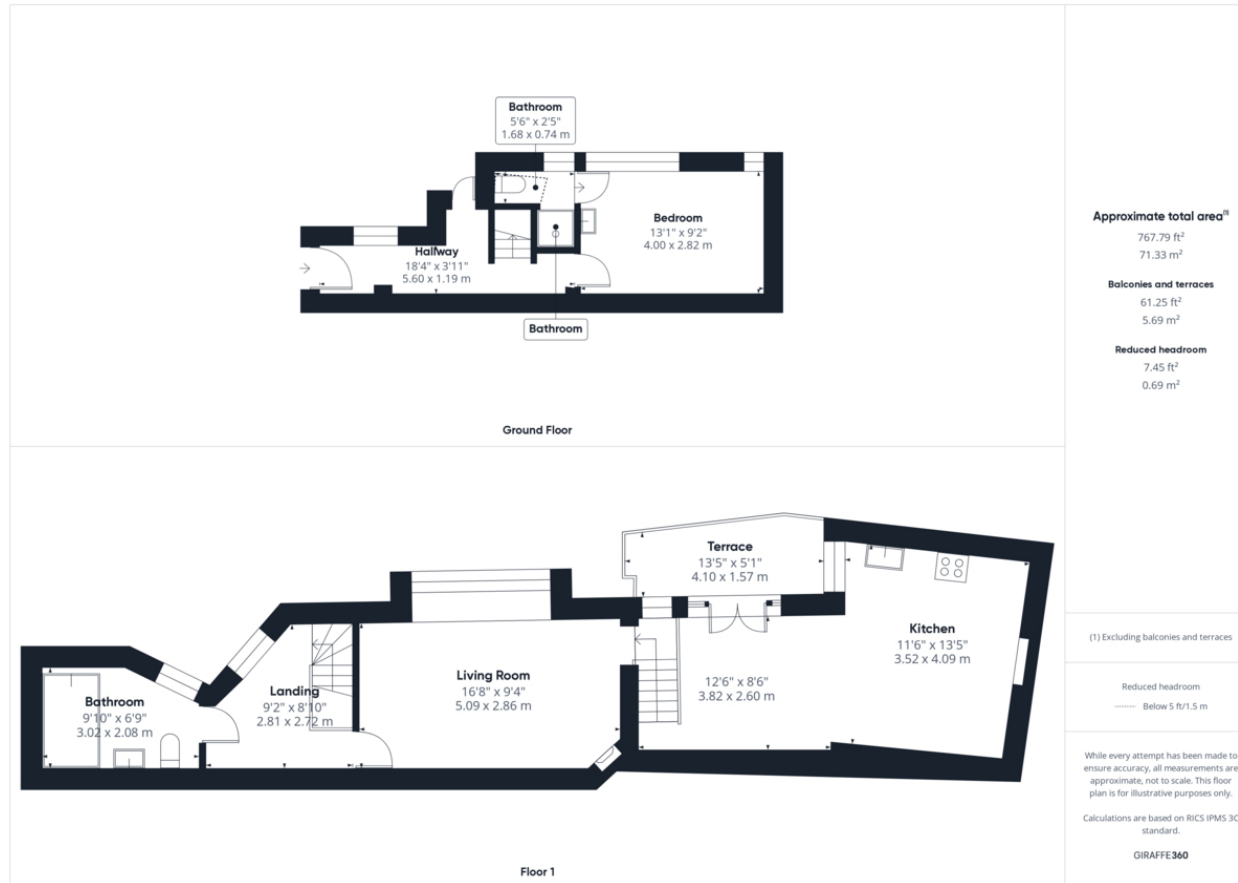 Bathroom
5'6" x 2'5"
1.68 x 0.74 m
Bedroom
13'1" x 9'2"
4.00 x 2.82 m
Hallway
18'4" x 3'11"
5.60 x 1.19 m
Bathroom
Ground Floor
Terrace
13'5" x 5'1"
4.10 x 1.57 m
Kitchen
11'6" x 13'5"
3.52 x 4.09 m
Living Room
16'8" x 9'4"
5.09 x 2.86 m
12'6" x 8'6"
3.82 x 2.60 m
Landing
9'2" x 8'10"
2.81 x 2.72 m
Bathroom
9'10" x 6'9"
3.02 x 2.08 m
Floor 1
Approximate total area(1)
767.79 ft²
71.33 m²
Balconies and terraces
61.25 ft²
5.69 m²
Reduced headroom
7.45 ft²
0.69 m²
(1) Excluding balconies and terraces
Reduced headroom
Below 5 ft/1.5 m
While every attempt has been made to
ensure accuracy, all measurements are
approximate, not to scale. This floor
plan is for illustrative purposes only.
Calculations are based on RICS IPMS 3C
standard.
GIRAFFE360